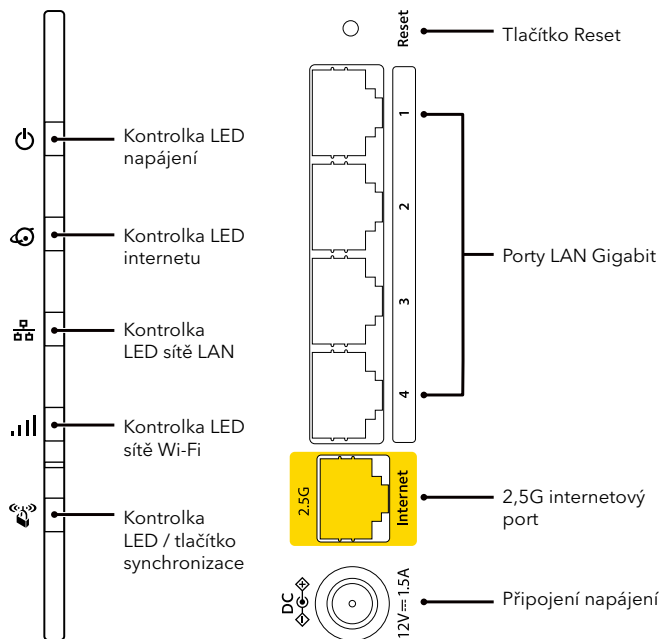 Kontrolka LED
napájení
Kontrolka LED
internetu
Kontrolka
LED sítě LAN
Kontrolka LED
sítě Wi-Fi
Kontrolka
LED / tlačítko
synchronizace
Reset
Tlačítko Reset
1
2
3
4
Porty LAN Gigabit
2.5G
Internet
2,5G internetový
port
DC
12V⎓1.5A
Připojení napájení